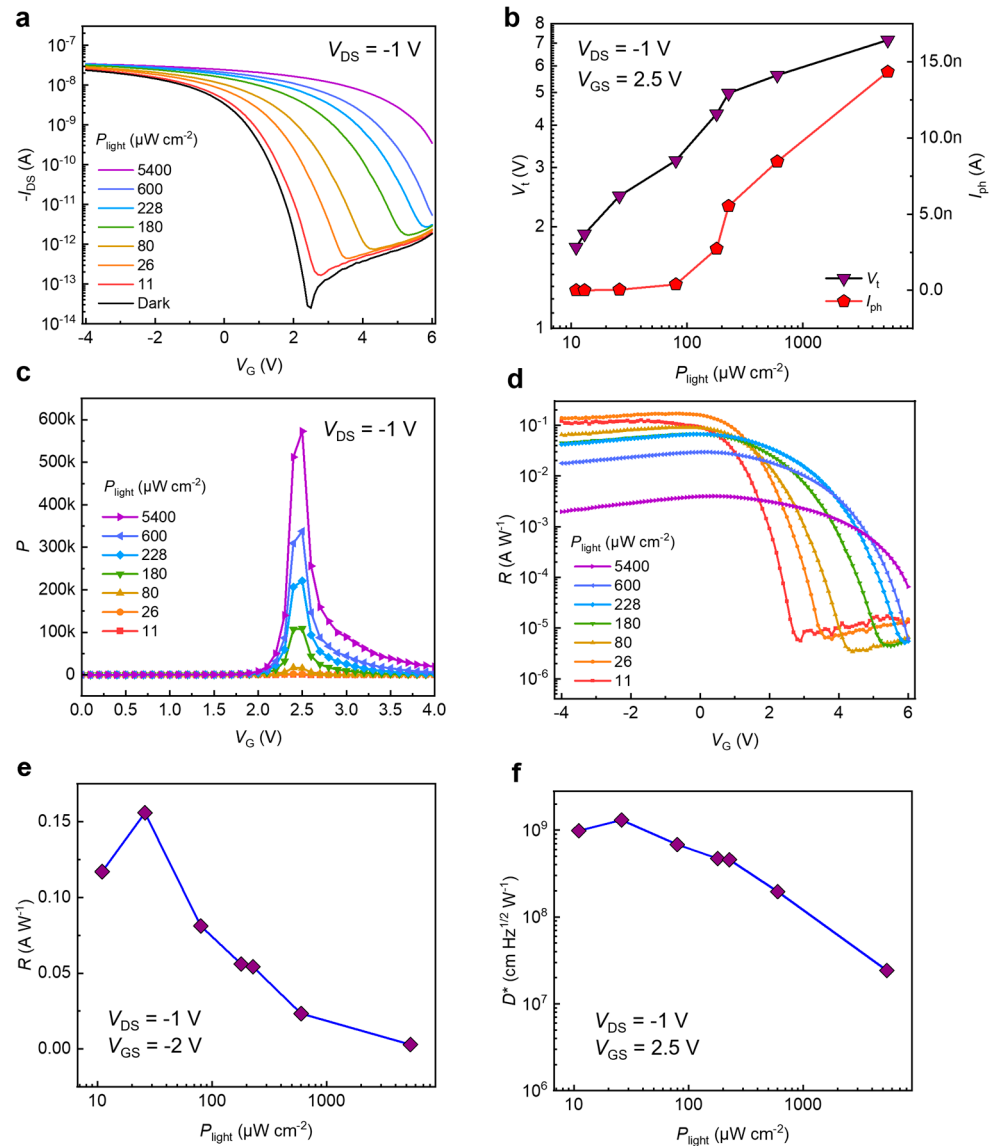 a
V_DS = -1 V
10⁻⁷
10⁻⁸
10⁻⁹
10⁻¹⁰
10⁻¹¹
10⁻¹²
10⁻¹³
10⁻¹⁴
-I_DS (A)
P_light (µW cm⁻²)
5400
600
228
180
80
26
11
Dark
-4 -2 0 2 4 6
V_G (V)
b
V_DS = -1 V
V_GS = 2.5 V
8
7
6
5
4
3
2
1
V_t (V)
15.0n
10.0n
5.0n
0.0
I_ph (A)
V_t
I_ph
10 100 1000
P_light (µW cm⁻²)
c
V_DS = -1 V
600k
500k
400k
300k
200k
100k
0
P
P_light (µW cm⁻²)
5400
600
228
180
80
26
11
0.0 0.5 1.0 1.5 2.0 2.5 3.0 3.5 4.0
V_G (V)
d
10⁻¹
10⁻²
10⁻³
10⁻⁴
10⁻⁵
10⁻⁶
R (A W⁻¹)
P_light (µW cm⁻²)
5400
600
228
180
80
26
11
-4 -2 0 2 4 6
V_G (V)
e
0.15
0.10
0.05
0.00
R (A W⁻¹)
V_DS = -1 V
V_GS = -2 V
10 100 1000
P_light (µW cm⁻²)
f
10⁹
10⁸
10⁷
10⁶
D* (cm Hz^1/2 W⁻¹)
V_DS = -1 V
V_GS = 2.5 V
10 100 1000
P_light (µW cm⁻²)